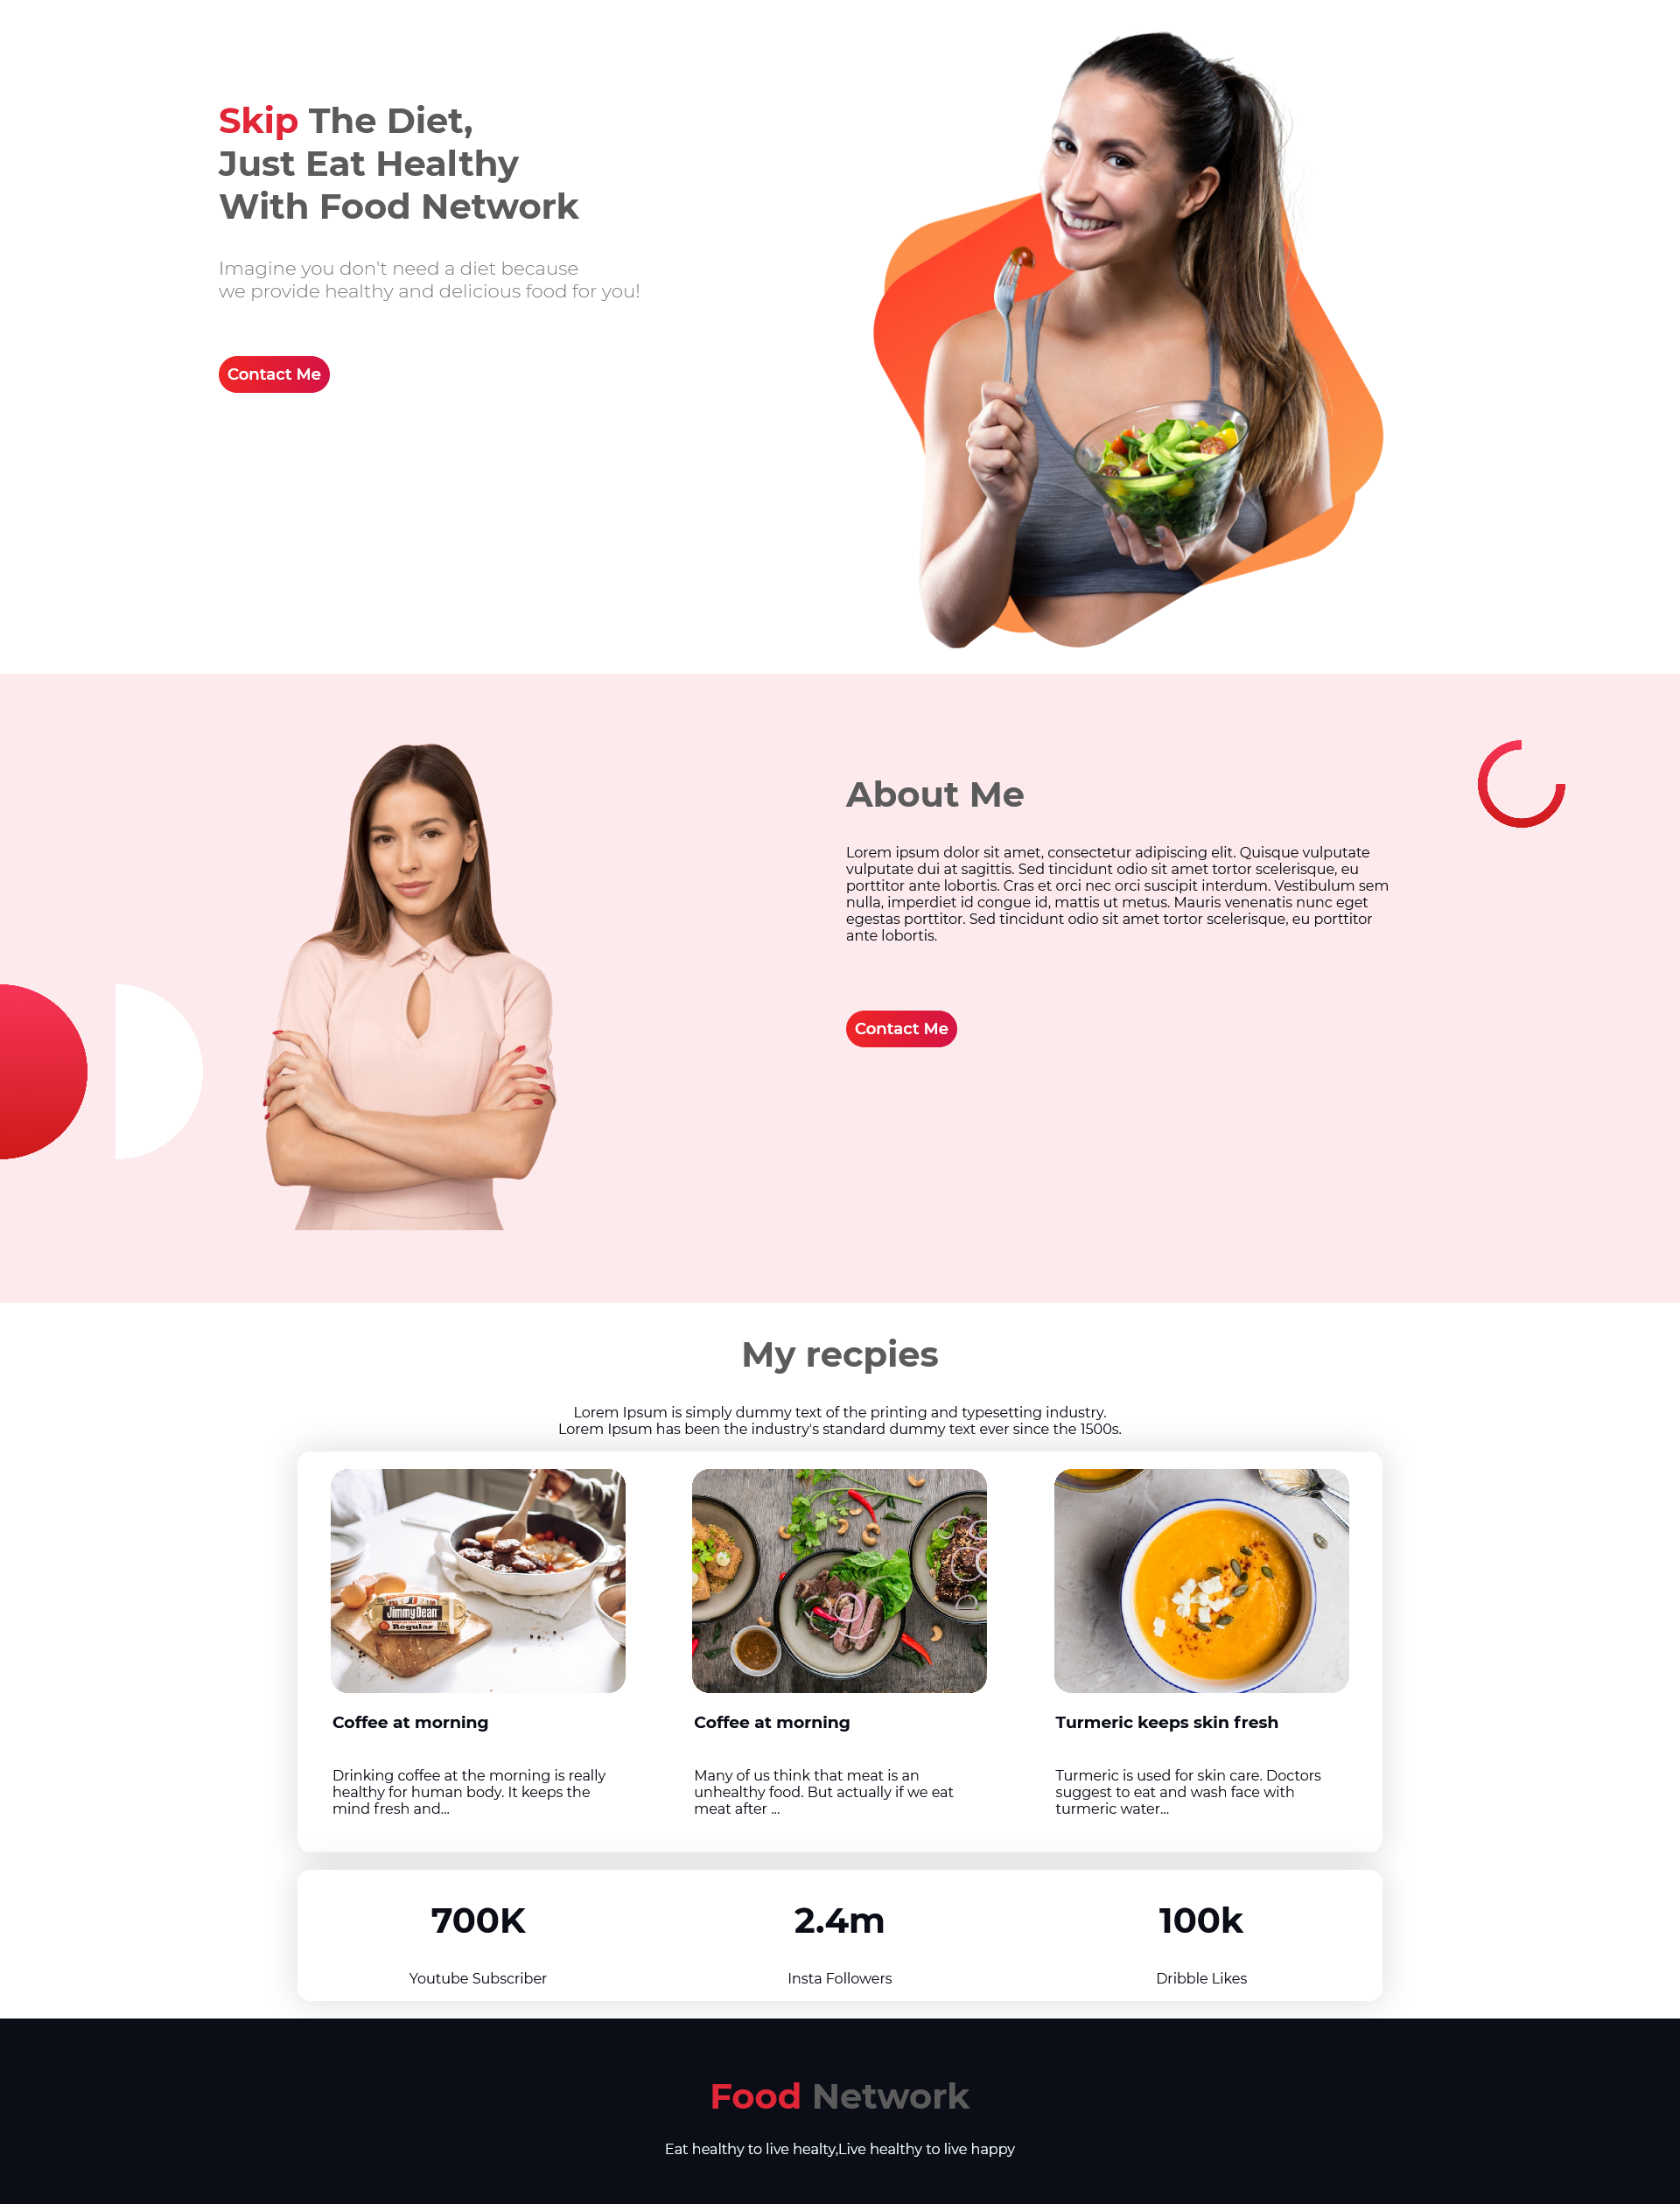 Skip The Diet,
Just Eat Healthy
With Food Network
Imagine you don't need a diet because
we provide healthy and delicious food for you!
Contact Me
About Me
Lorem ipsum dolor sit amet, consectetur adipiscing elit. Quisque vulputate
vulputate dui at sagittis. Sed tincidunt odio sit amet tortor scelerisque, eu
porttitor ante lobortis. Cras et orci nec orci suscipit interdum. Vestibulum sem
nulla, imperdiet id congue id, mattis ut metus. Mauris venenatis nunc eget
egestas porttitor. Sed tincidunt odio sit amet tortor scelerisque, eu porttitor
ante lobortis.
Contact Me
My recpies
Lorem Ipsum is simply dummy text of the printing and typesetting industry.
Lorem Ipsum has been the industry's standard dummy text ever since the 1500s.
Jimmy Dean
Regular
Coffee at morning
Drinking coffee at the morning is really
healthy for human body. It keeps the
mind fresh and...
Coffee at morning
Many of us think that meat is an
unhealthy food. But actually if we eat
meat after ...
Turmeric keeps skin fresh
Turmeric is used for skin care. Doctors
suggest to eat and wash face with
turmeric water...
700K
Youtube Subscriber
2.4m
Insta Followers
100k
Dribble Likes
Food Network
Eat healthy to live healty,Live healthy to live happy